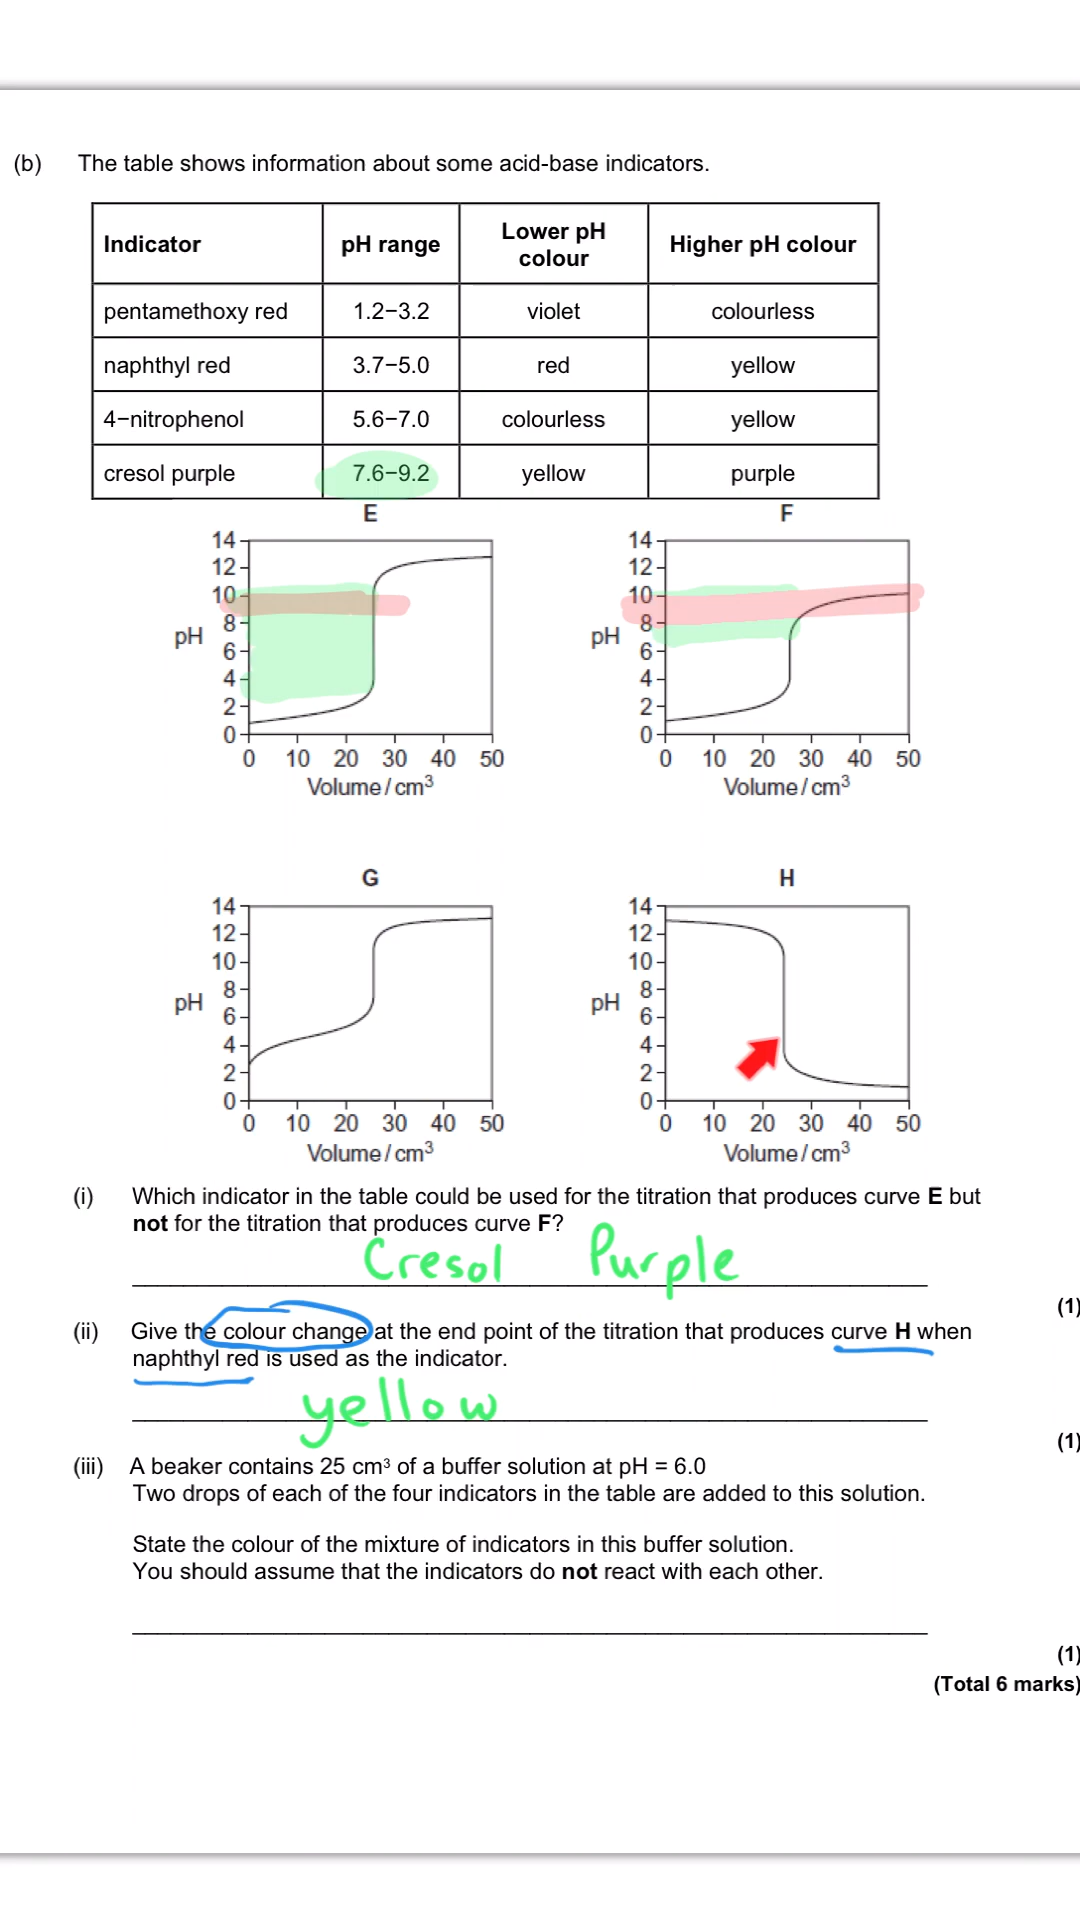 (b) The table shows information about some acid-base indicators.
Indicator pH range Lower pH colour Higher pH colour
pentamethoxy red 1.2−3.2 violet colourless
naphthyl red 3.7−5.0 red yellow
4−nitrophenol 5.6−7.0 colourless yellow
cresol purple 7.6−9.2 yellow purple
E
14
12
10
8
6
4
2
0
pH
0 10 20 30 40 50
Volume/cm³
F
14
12
10
8
6
4
2
0
pH
0 10 20 30 40 50
Volume/cm³
G
14
12
10
8
6
4
2
0
pH
0 10 20 30 40 50
Volume/cm³
H
14
12
10
8
6
4
2
0
pH
0 10 20 30 40 50
Volume/cm³
(i) Which indicator in the table could be used for the titration that produces curve E but
not for the titration that produces curve F?
Cresol Purple
(1)
(ii) Give the colour change at the end point of the titration that produces curve H when
naphthyl red is used as the indicator.
yellow
(1)
(iii) A beaker contains 25 cm³ of a buffer solution at pH = 6.0
Two drops of each of the four indicators in the table are added to this solution.
State the colour of the mixture of indicators in this buffer solution.
You should assume that the indicators do not react with each other.
(1)
(Total 6 marks)